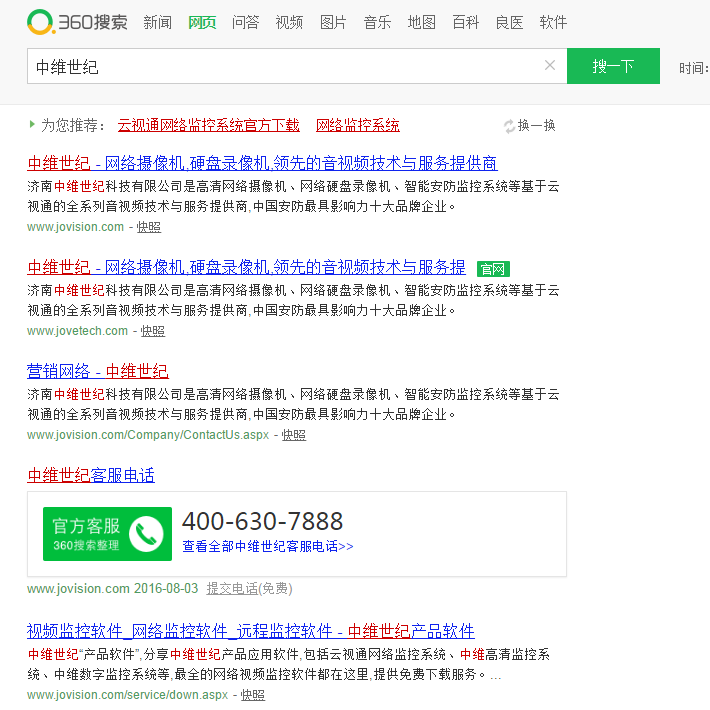 360搜索 新闻 网页 问答 视频 图片 音乐 地图 百科 良医 软件
中维世纪 × 搜一下 时间:
为您推荐： 云视通网络监控系统官方下载 网络监控系统 换一换
中维世纪 - 网络摄像机,硬盘录像机,领先的音视频技术与服务提供商
济南中维世纪科技有限公司是高清网络摄像机、网络硬盘录像机、智能安防监控系统等基于云
视通的全系列音视频技术与服务提供商,中国安防最具影响力十大品牌企业。
www.jovision.com - 快照
中维世纪 - 网络摄像机,硬盘录像机,领先的音视频技术与服务提 官网
济南中维世纪科技有限公司是高清网络摄像机、网络硬盘录像机、智能安防监控系统等基于云
视通的全系列音视频技术与服务提供商,中国安防最具影响力十大品牌企业。
www.jovetech.com - 快照
营销网络 - 中维世纪
济南中维世纪科技有限公司是高清网络摄像机、网络硬盘录像机、智能安防监控系统等基于云
视通的全系列音视频技术与服务提供商,中国安防最具影响力十大品牌企业。
www.jovision.com/Company/ContactUs.aspx - 快照
中维世纪客服电话
官方客服 400-630-7888
360搜索整理 查看全部中维世纪客服电话>>
www.jovision.com 2016-08-03 提交电话(免费)
视频监控软件_网络监控软件_远程监控软件 - 中维世纪产品软件
中维世纪“产品软件”,分享中维世纪产品应用软件,包括云视通网络监控系统、中维高清监控系
统、中维数字监控系统等,最全的网络视频监控软件都在这里,提供免费下载服务。...
www.jovision.com/service/down.aspx - 快照